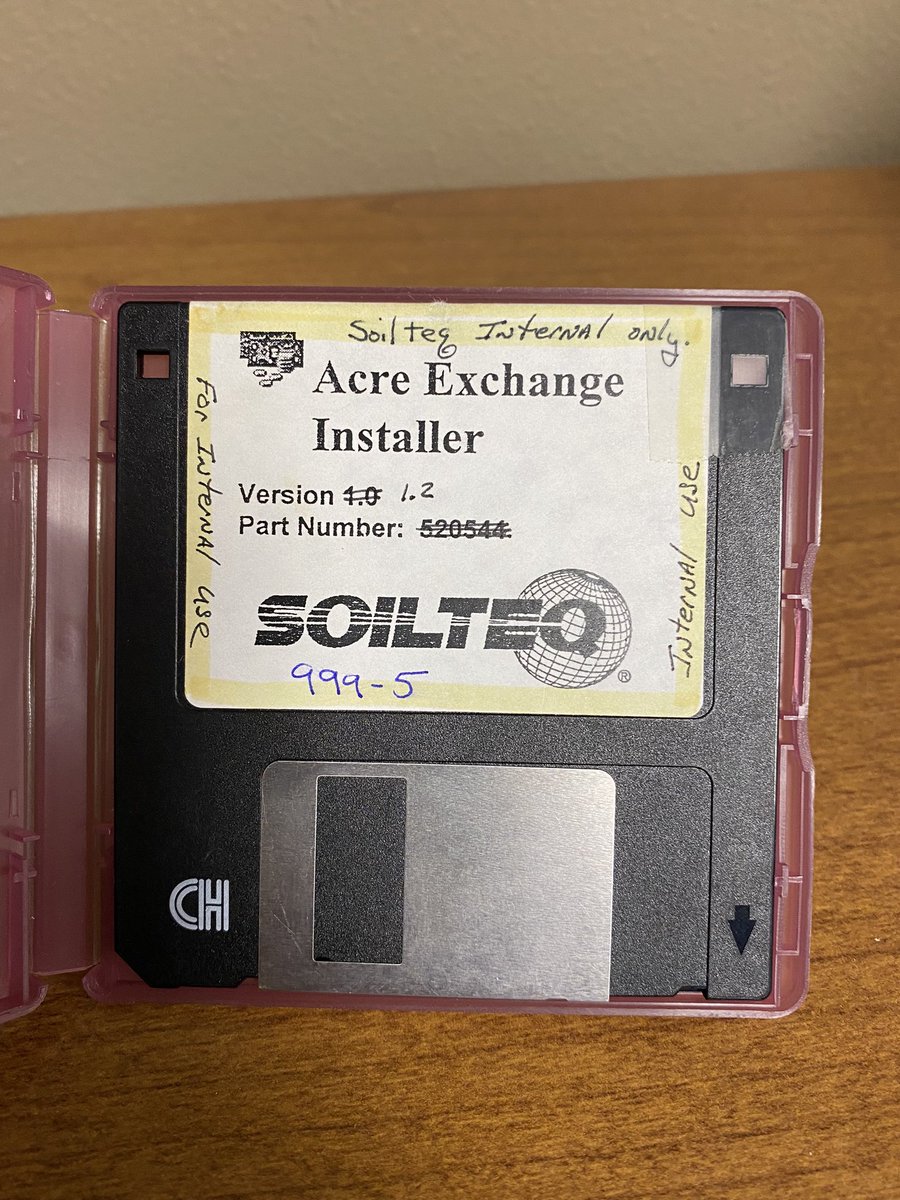 Soilteq Internal only.
Acre Exchange
Installer
Version 1.0 1.2
Part Number: 520544
SOILTEQ ®
999-5
For Internal use
Internal use
CH